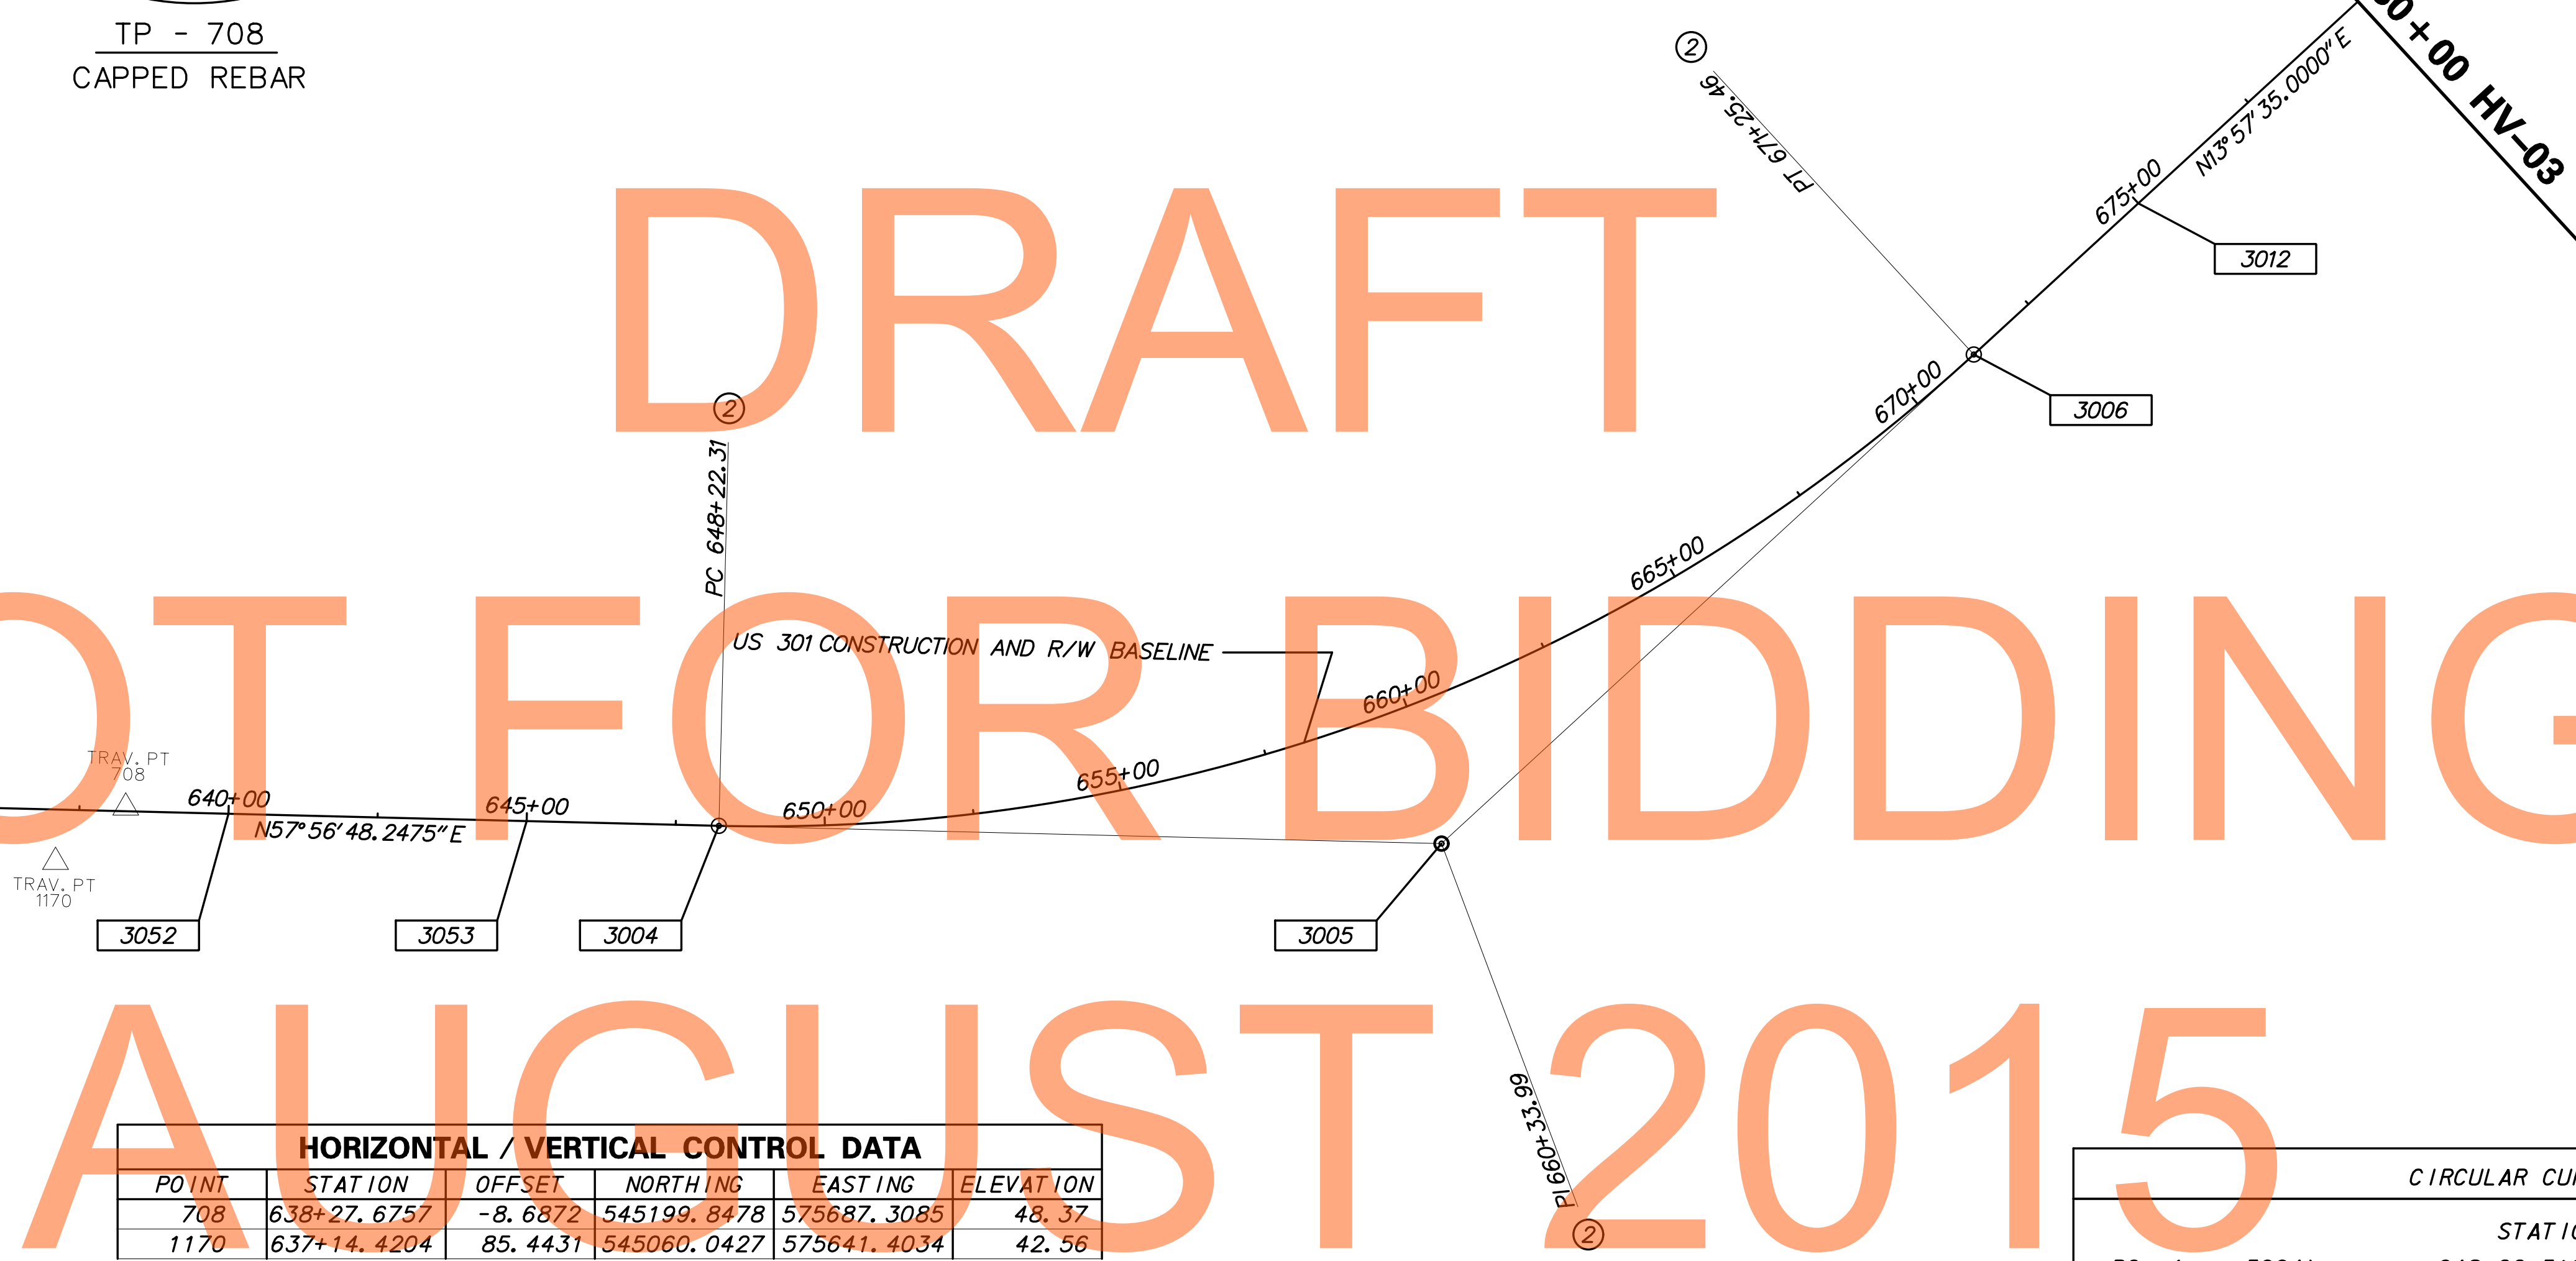 TP - 708
CAPPED REBAR
2
PT 671+25.46
+00 HV-03
N13°57'35.0000"E
675+00
3012
DRAFT
670+00
3006
2
PC 648+22.31
665+00
US 301 CONSTRUCTION AND R/W BASELINE
660+00
OT FOR BIDDING
655+00
TRAV. PT
708
640+00
645+00
650+00
N57°56'48.2475"E
TRAV. PT
1170
3052
3053
3004
3005
AUGUST 2015
PI 660+33.99
2
HORIZONTAL / VERTICAL CONTROL DATA
POINT STATION OFFSET NORTHING EASTING ELEVATION
708 638+27.6757 -8.6872 545199.8478 575687.3085 48.37
1170 637+14.4204 85.4431 545060.0427 575641.4034 42.56
CIRCULAR